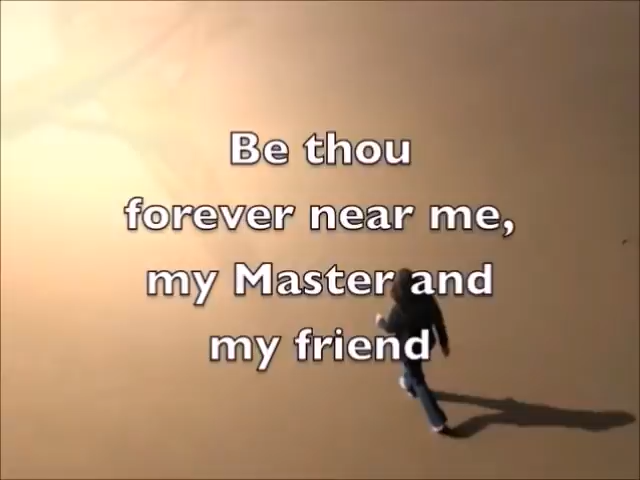 Be thou
forever near me,
my Master and
my friend